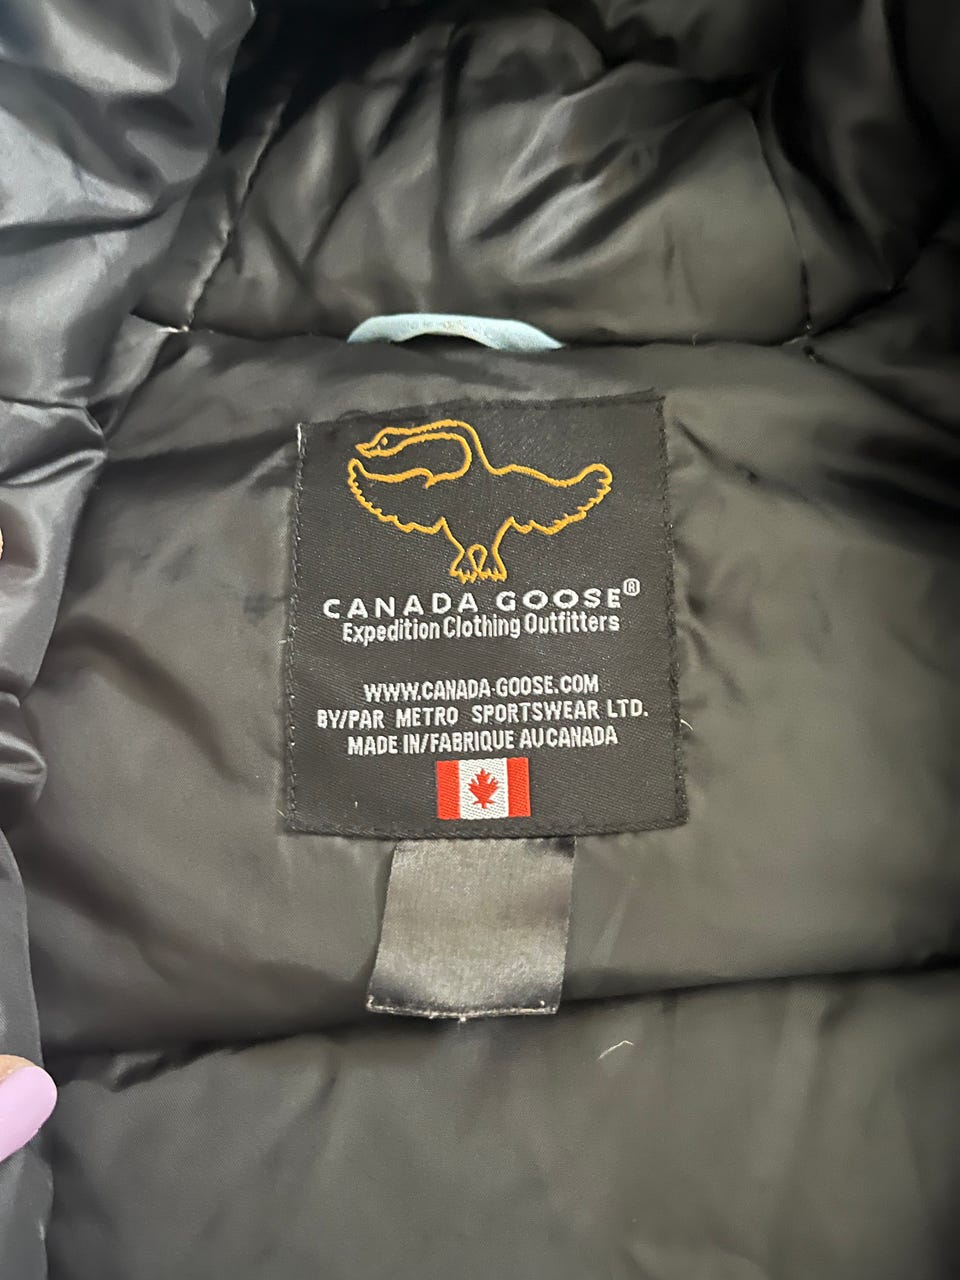 CANADA GOOSE®
Expedition Clothing Outfitters
WWW.CANADA-GOOSE.COM
BY/PAR METRO SPORTSWEAR LTD.
MADE IN/FABRIQUE AU CANADA